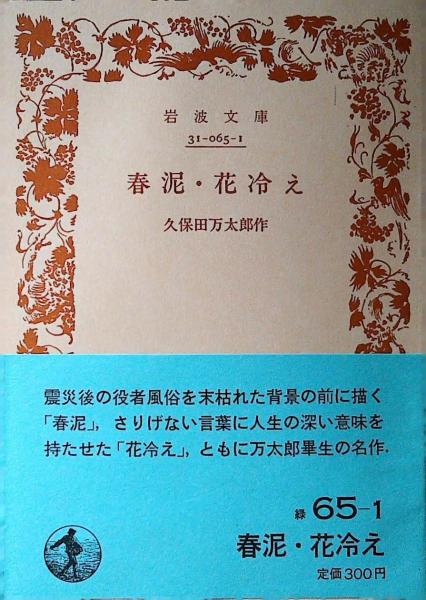 岩波文庫
31-065-1
春泥・花冷え
久保田万太郎作
震災後の役者風俗を末枯れた背景の前に描く
「春泥」，さりげない言葉に人生の深い意味を
持たせた「花冷え」，ともに万太郎畢生の名作．
緑 65-1
春泥・花冷え
定価300円